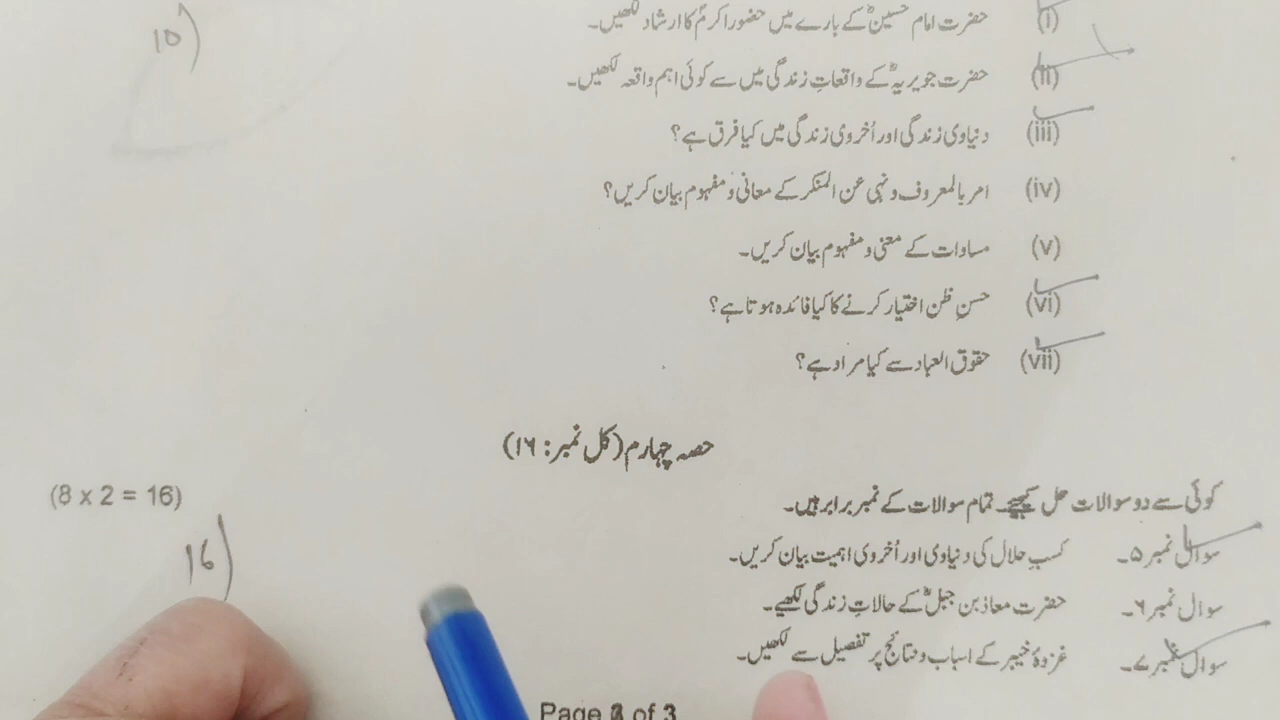 10)
(i) حضرت امام حسینؓ کے بارے میں حضور اکرمؐ کا ارشاد لکھیں۔
(ii) حضرت جویریہؓ کے واقعاتِ زندگی میں سے کوئی اہم واقعہ لکھیں۔
(iii) دنیاوی زندگی اور اُخروی زندگی میں کیا فرق ہے؟
(iv) امر بالمعروف و نہی عن المنکر کے معانی و مفہوم بیان کریں؟
(v) مساوات کے معنی و مفہوم بیان کریں۔
(vi) حسنِ ظن اختیار کرنے کا کیا فائدہ ہوتا ہے؟
(vii) حقوق العباد سے کیا مراد ہے؟
حصہ چہارم (کل نمبر: ۱۶)
(8 x 2 = 16)
کوئی سے دو سوالات حل کیجیے۔ تمام سوالات کے نمبر برابر ہیں۔
16)
سوال نمبر ۵۔ کسبِ حلال کی دنیاوی اور اُخروی اہمیت بیان کریں۔
سوال نمبر ۶۔ حضرت معاذ بن جبلؓ کے حالاتِ زندگی لکھیے۔
سوال نمبر ۷۔ غزوۂ خیبر کے اسباب و نتائج پر تفصیل سے لکھیں۔
Page 3 of 3